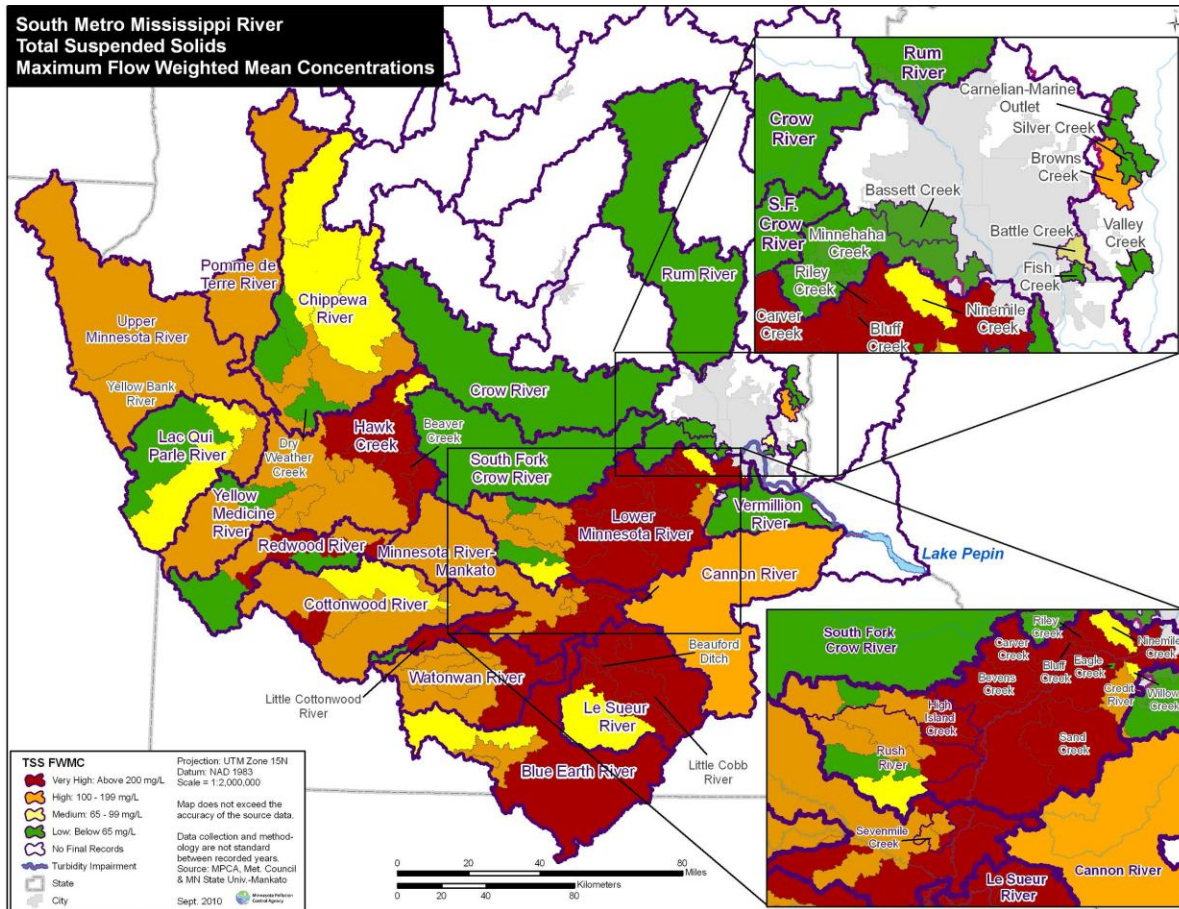 South Metro Mississippi River
Total Suspended Solids
Maximum Flow Weighted Mean Concentrations
Rum
River
Carnelian-Marine
Outlet
Silver Creek
Browns
Creek
Crow
River
Bassett Creek
S.F.
Crow
River
Minnehaha
Creek
Battle Creek
Valley
Creek
Fish
Creek
Riley
Creek
Carver
Creek
Bluff
Creek
Ninemile
Creek
Pomme de
Terre River
Chippewa
River
Rum River
Upper
Minnesota River
Yellow Bank
River
Crow River
Lac Qui
Parle River
Dry
Weather
Creek
Hawk
Creek
Beaver
Creek
South Fork
Crow River
Yellow
Medicine
River
Lower
Minnesota River
Vermillion
River
Redwood River
Minnesota River-
Mankato
Lake Pepin
Cannon River
Cottonwood River
Beauford
Ditch
Little Cottonwood
River
Watonwan River
Le Sueur
River
Little Cobb
River
Blue Earth River
South Fork
Crow River
Riley
Creek
Carver
Creek
Ninemile
Creek
Bluff
Creek
Eagle
Creek
Bevens
Creek
Credit
River
Willow
Creek
High
Island
Creek
Sand
Creek
Rush
River
Sevenmile
Creek
Cannon River
Le Sueur
River
TSS FWMC
Very High: Above 200 mg/L
High: 100 - 199 mg/L
Medium: 65 - 99 mg/L
Low: Below 65 mg/L
No Final Records
Turbidity Impairment
State
City
Projection: UTM Zone 15N
Datum: NAD 1983
Scale = 1:2,000,000
Map does not exceed the
accuracy of the source data.
Data collection and method-
ology are not standard
between recorded years.
Source: MPCA, Met. Council
& MN State Univ.-Mankato
Sept. 2010
Minnesota Pollution
Control Agency
0 20 40 80
Miles
Kilometers
0 20 40 80